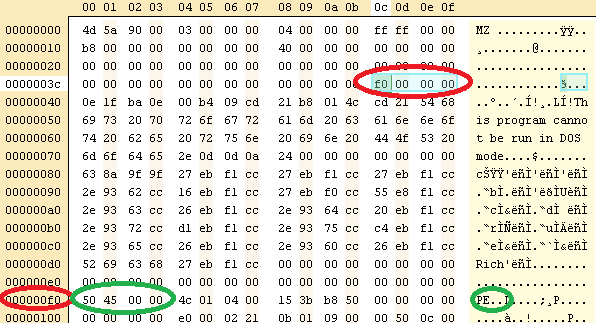 00 01 02 03 04 05 06 07 08 09 0a 0b 0c 0d 0e 0f
00000000 4d 5a 90 00 03 00 00 00 04 00 00 00 ff ff 00 00 MZ .........ÿÿ..
00000010 b8 00 00 00 00 00 00 00 40 00 00 00 00 00 00 00 ¸.......@.......
00000020 00 00 00 00 00 00 00 00 00 00 00 00 00 00 00 00 ................
0000003c 00 00 00 00 00 00 00 00 00 00 00 00 f0 00 00 00 ............š...
00000040 0e 1f ba 0e 00 b4 09 cd 21 b8 01 4c cd 21 54 68 ..º..´.Í!¸.LÍ!Th
00000050 69 73 20 70 72 6f 67 72 61 6d 20 63 61 6e 6e 6f is program canno
00000060 74 20 62 65 20 72 75 6e 20 69 6e 20 44 4f 53 20 t be run in DOS
00000070 6d 6f 64 65 2e 0d 0d 0a 24 00 00 00 00 00 00 00 mode....$.......
00000080 63 8a 9f 9f 27 eb f1 cc 27 eb f1 cc 27 eb f1 cc
00000090 2e 93 62 cc 16 eb f1 cc 27 eb f0 cc 55 e8 f1 cc
000000a0 2e 93 63 cc 26 eb f1 cc 2e 93 64 cc 20 eb f1 cc
000000b0 2e 93 72 cc d1 eb f1 cc 2e 93 75 cc c4 eb f1 cc
000000c0 2e 93 65 cc 26 eb f1 cc 2e 93 60 cc 26 eb f1 cc
000000d0 52 69 63 68 27 eb f1 cc 00 00 00 00 00 00 00 00 Rich'ëñÌ........
000000e0 00 00 00 00 00 00 00 00 00 00 00 00 00 00 00 00 ................
000000f0 50 45 00 00 4c 01 04 00 15 3b b8 50 00 00 00 00 PE..L....;¸P....
00000100 00 00 00 00 e0 00 02 21 0b 01 09 00 00 50 0c 00 ....à..!.....P..